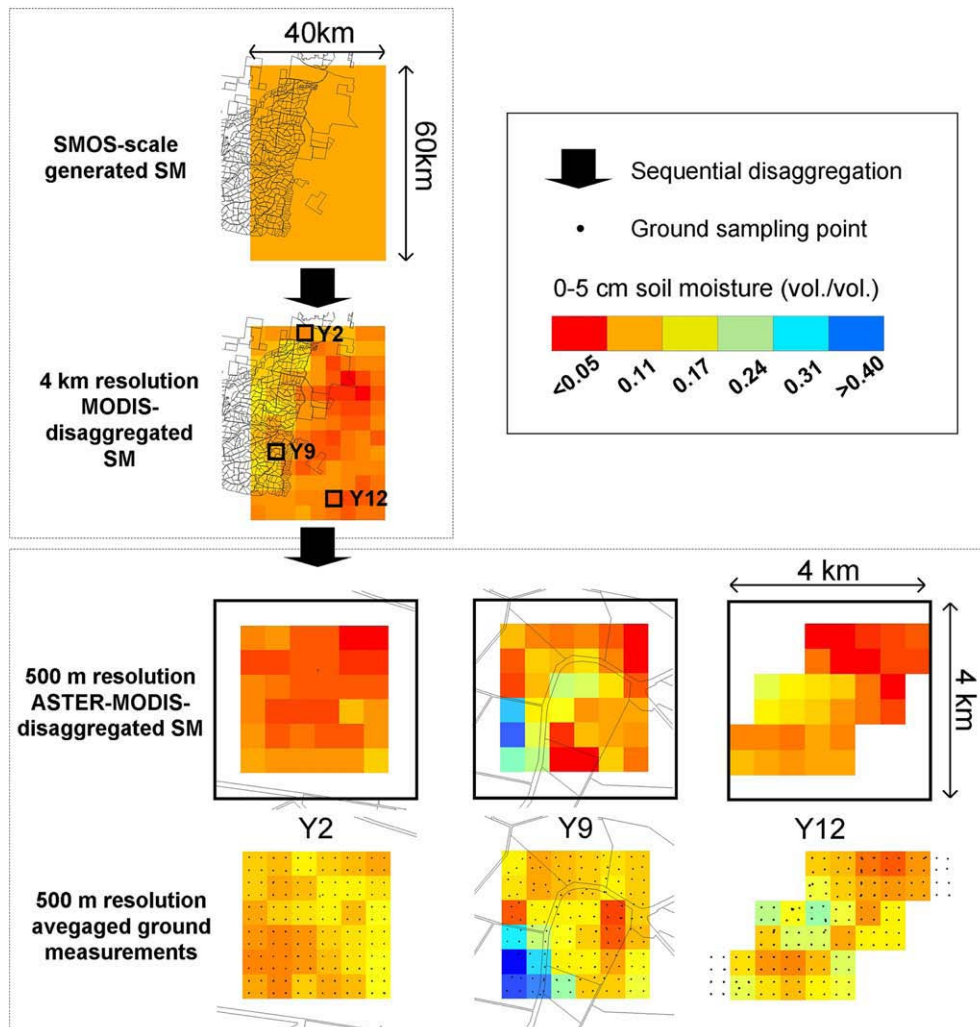 40km
60km
SMOS-scale
generated SM
Sequential disaggregation
Ground sampling point
0-5 cm soil moisture (vol./vol.)
<0.05 0.11 0.17 0.24 0.31 >0.40
4 km resolution
MODIS-
disaggregated
SM
Y2
Y9
Y12
4 km
4 km
500 m resolution
ASTER-MODIS-
disaggregated SM
Y2 Y9 Y12
500 m resolution
avegaged ground
measurements